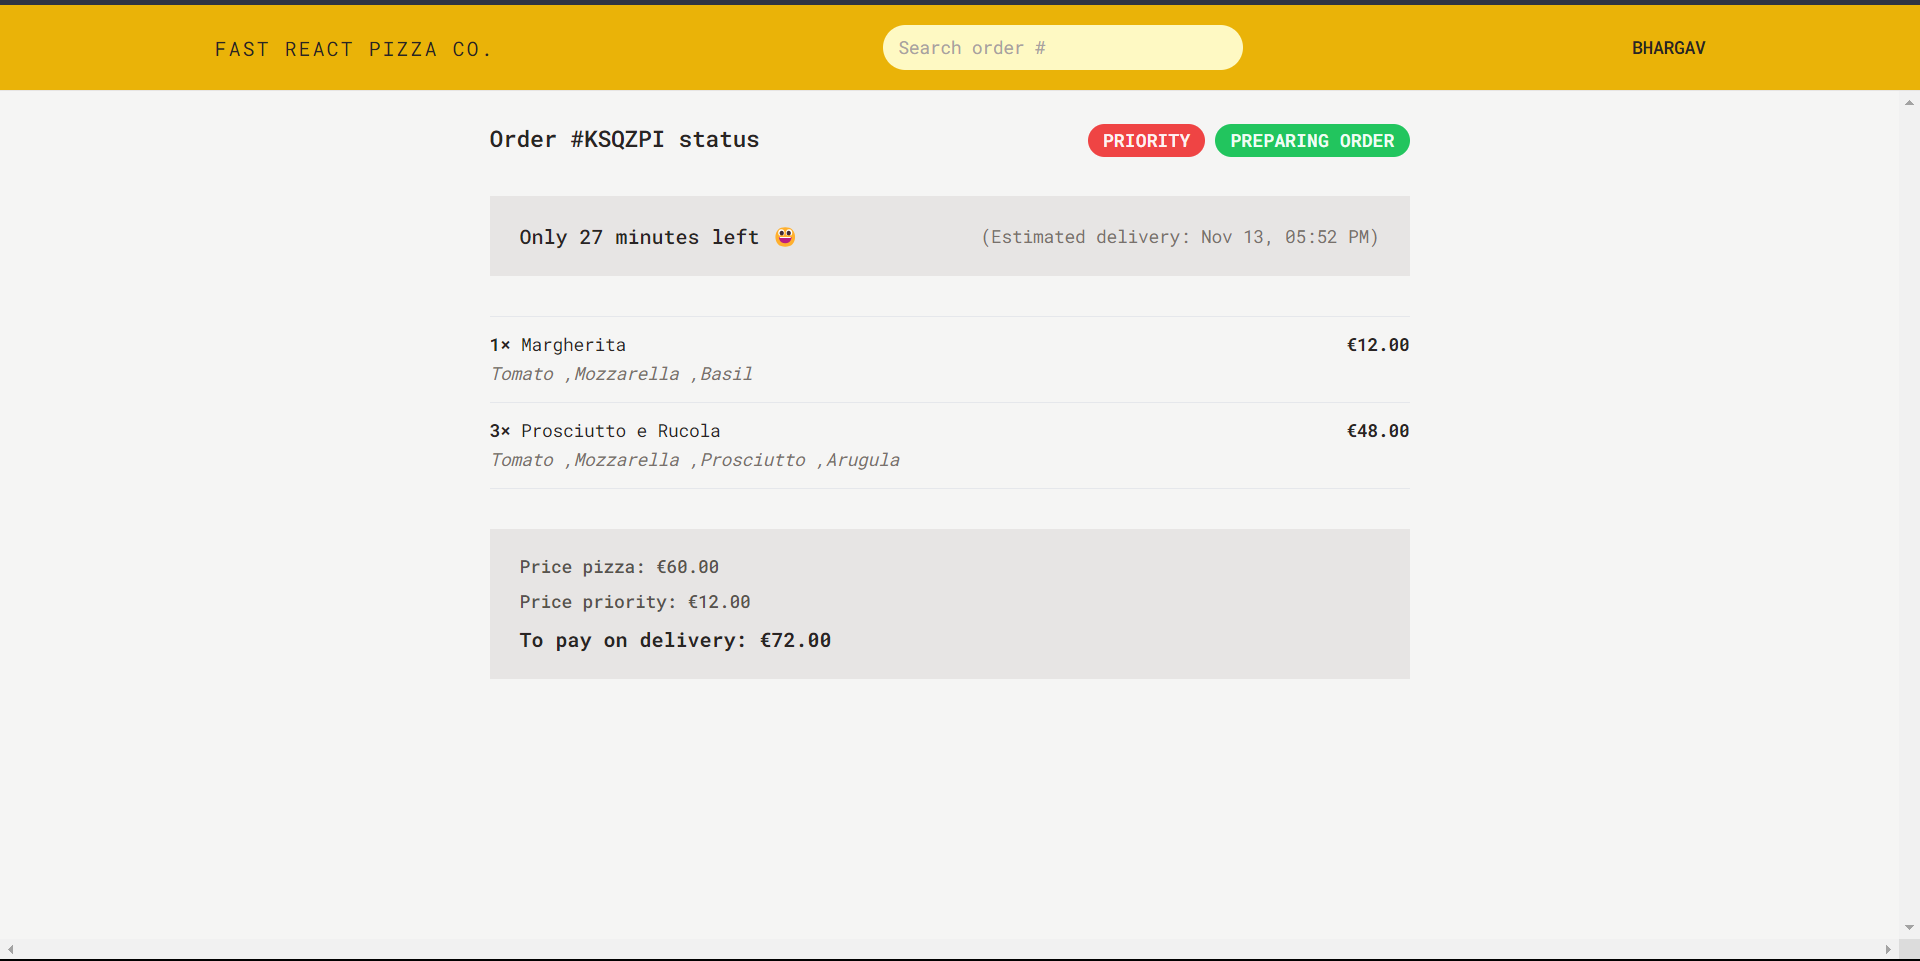 FAST REACT PIZZA CO.
Search order #
BHARGAV
Order #KSQZPI status
PRIORITY
PREPARING ORDER
Only 27 minutes left 😀
(Estimated delivery: Nov 13, 05:52 PM)
1× Margherita
€12.00
Tomato ,Mozzarella ,Basil
3× Prosciutto e Rucola
€48.00
Tomato ,Mozzarella ,Prosciutto ,Arugula
Price pizza: €60.00
Price priority: €12.00
To pay on delivery: €72.00